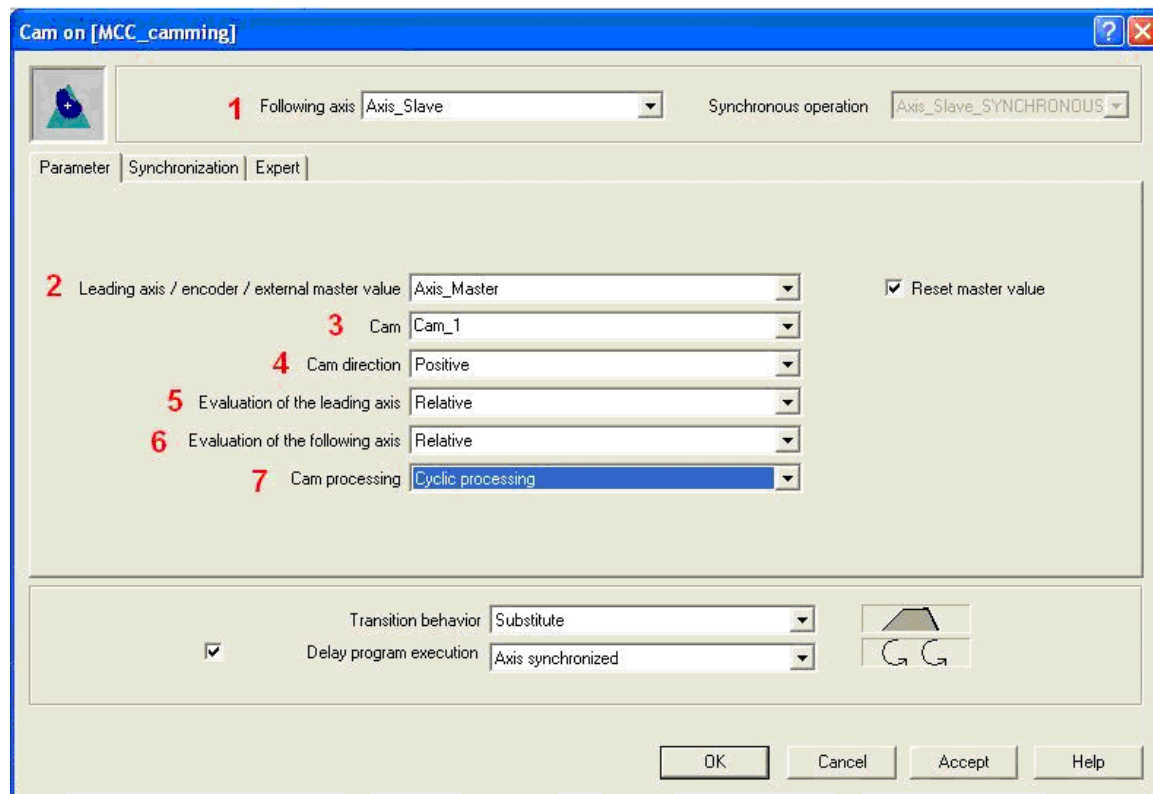 Cam on [MCC_camming]
1 Following axis Axis_Slave Synchronous operation Axis_Slave_SYNCHRONOUS
Parameter Synchronization Expert
2 Leading axis / encoder / external master value Axis_Master Reset master value
3 Cam Cam_1
4 Cam direction Positive
5 Evaluation of the leading axis Relative
6 Evaluation of the following axis Relative
7 Cam processing Cyclic processing
Transition behavior Substitute
Delay program execution Axis synchronized
OK Cancel Accept Help